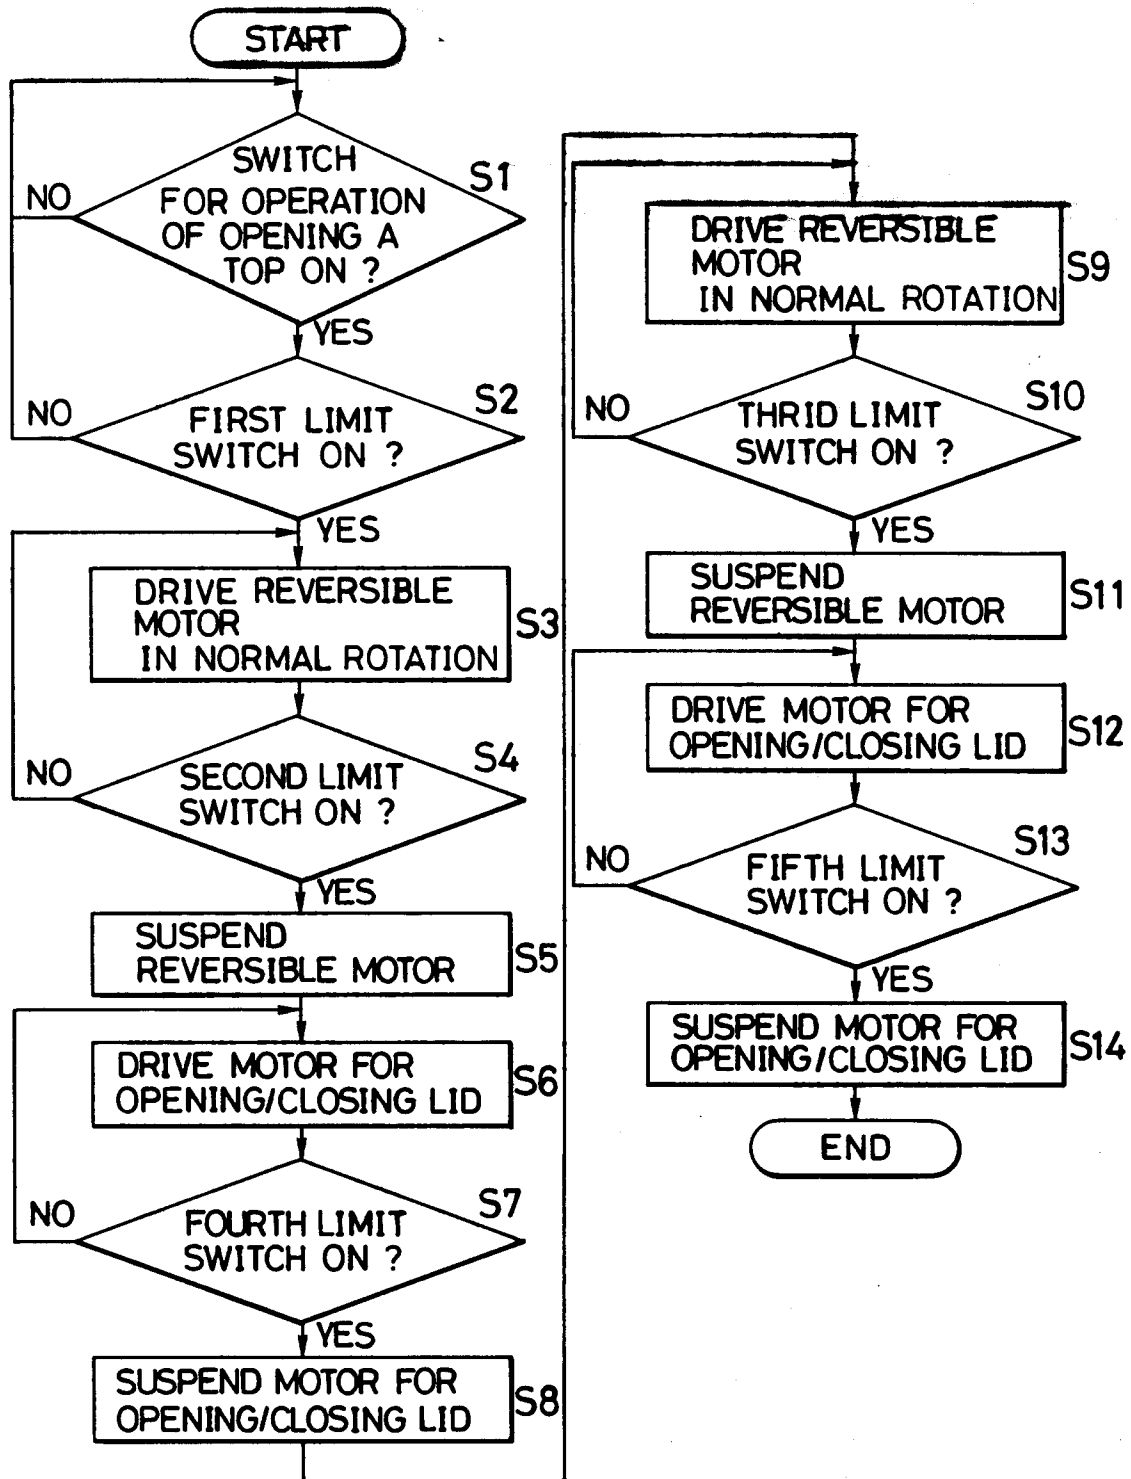 START
SWITCH
S1
NO
FOR OPERATION
OF OPENING A
TOP ON ?
YES
S2
NO
FIRST LIMIT
SWITCH ON ?
YES
DRIVE REVERSIBLE
MOTOR
IN NORMAL ROTATION
S3
S4
NO
SECOND LIMIT
SWITCH ON ?
YES
SUSPEND
REVERSIBLE MOTOR
S5
DRIVE MOTOR FOR
OPENING/CLOSING LID
S6
S7
NO
FOURTH LIMIT
SWITCH ON ?
YES
SUSPEND MOTOR FOR
OPENING/CLOSING LID
S8
DRIVE REVERSIBLE
MOTOR
IN NORMAL ROTATION
S9
S10
NO
THRID LIMIT
SWITCH ON ?
YES
SUSPEND
REVERSIBLE MOTOR
S11
DRIVE MOTOR FOR
OPENING/CLOSING LID
S12
S13
NO
FIFTH LIMIT
SWITCH ON ?
YES
SUSPEND MOTOR FOR
OPENING/CLOSING LID
S14
END